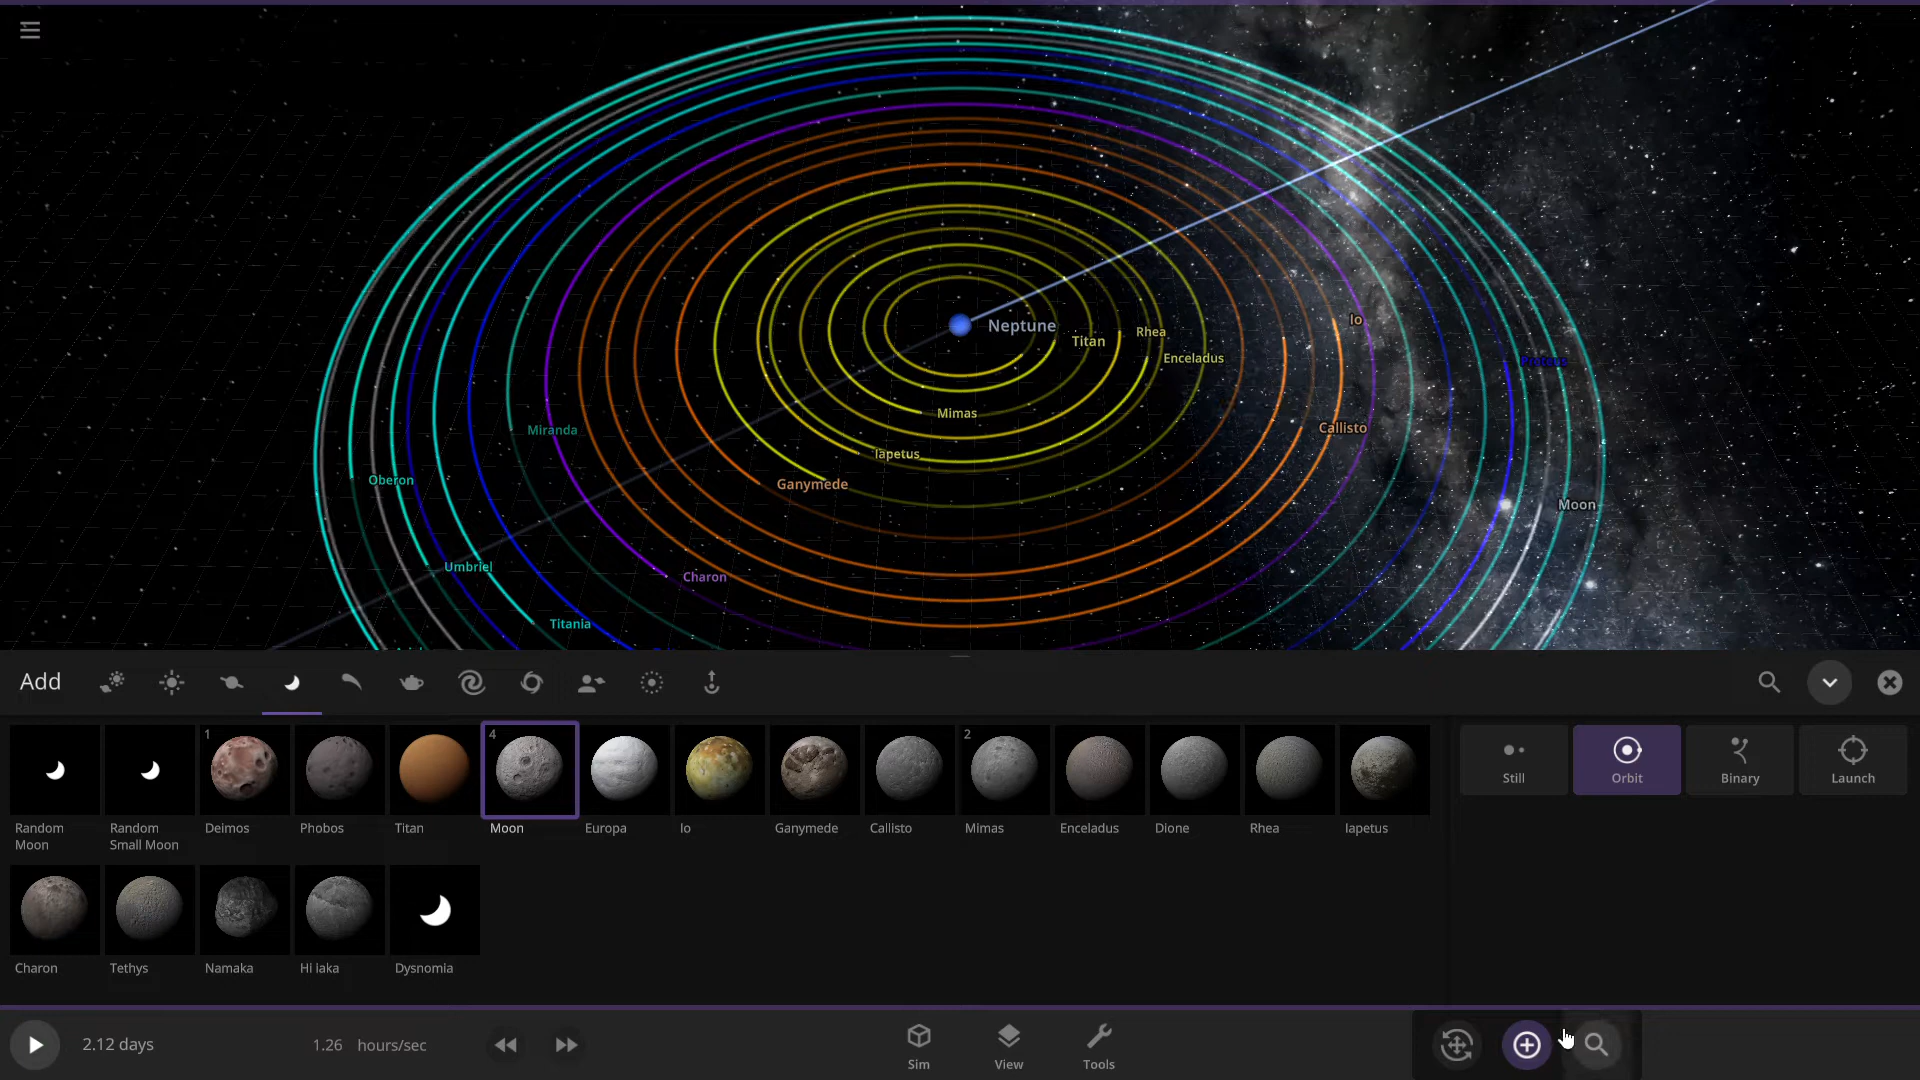 Io
Neptune
Rhea
Titan
Enceladus
Proteus
Mimas
Miranda
Callisto
Iapetus
Oberon
Ganymede
Moon
Umbriel
Charon
Titania
Add
1
4
2
Random Moon
Random Small Moon
Deimos
Phobos
Titan
Moon
Europa
Io
Ganymede
Callisto
Mimas
Enceladus
Dione
Rhea
Iapetus
Still
Orbit
Binary
Launch
Charon
Tethys
Namaka
Hi iaka
Dysnomia
2.12 days
1.26 hours/sec
Sim
View
Tools